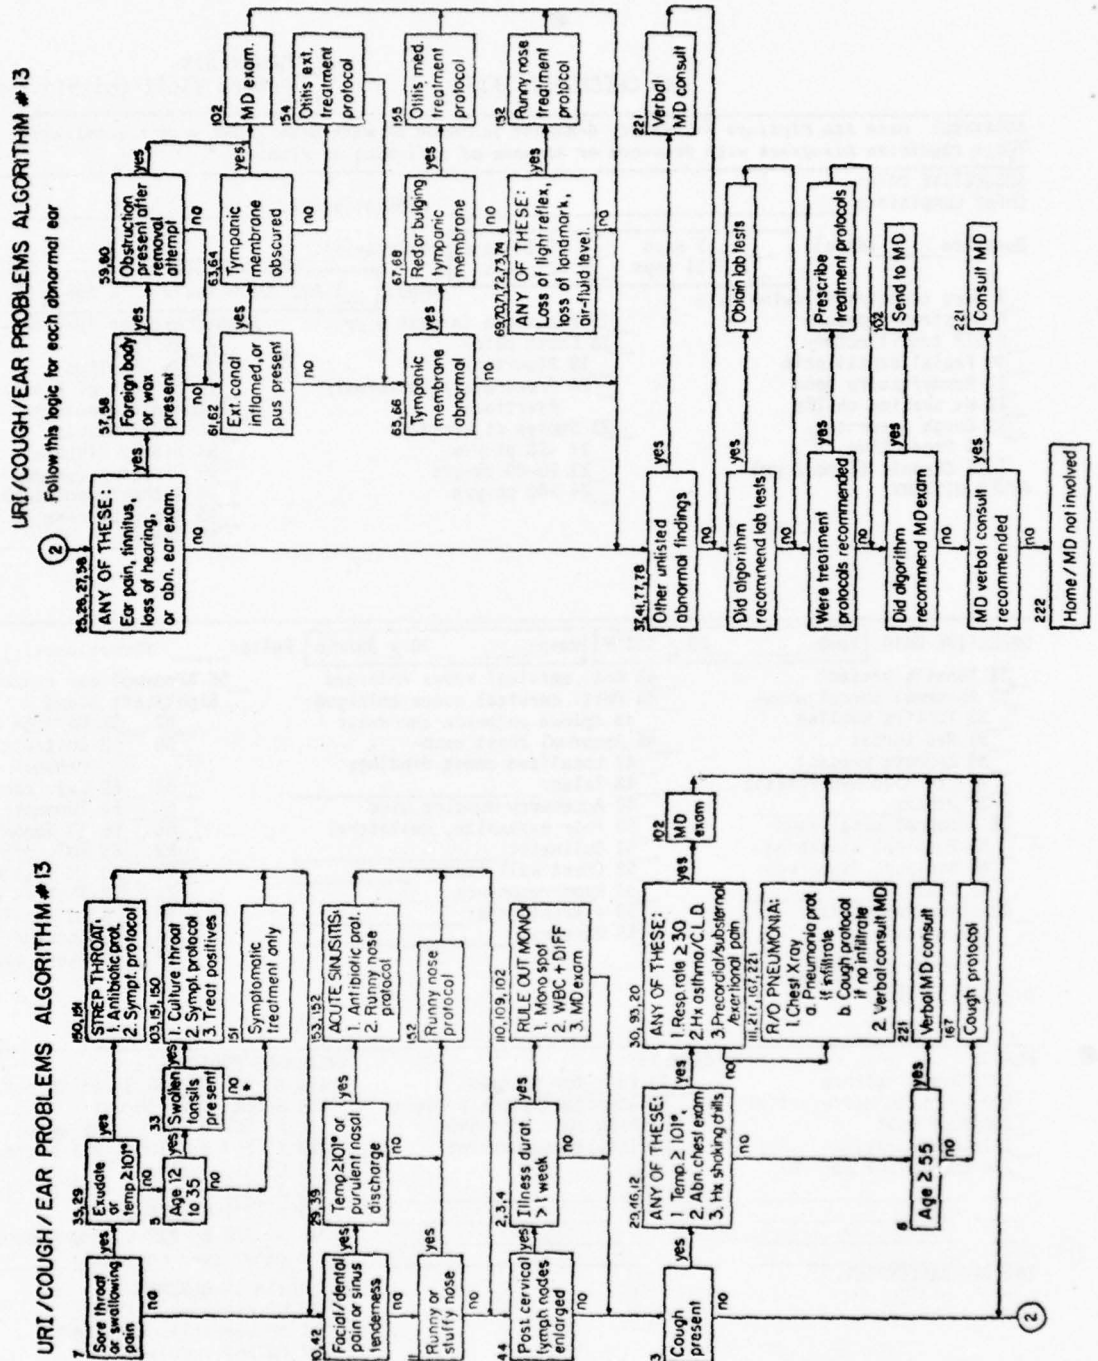 URI/COUGH/EAR PROBLEMS ALGORITHM #13
7
Sore throat
or swallowing
pain
yes
no
35,29
Exudate
or
temp ≥101°
yes
no
150,151
STREP THROAT:
1. Antibiotic prot.
2. Sympt. protocol
5
Age 12
to 35
yes
no
33
Swollen
tonsils
present
yes
no
*
103,151,150
1. Culture throat
2. Sympt. protocol
3. Treat positives
151
Symptomatic
treatment only
10,42
Facial/dental
pain or sinus
tenderness
yes
no
29,39
Temp ≥101° or
purulent nasal
discharge
yes
no
153,152
ACUTE SINUSITIS:
1. Antibiotic prot.
2. Runny nose
protocol
11
Runny or
stuffy nose
yes
no
152
Runny nose
protocol
44
Post cervical
lymph nodes
enlarged
yes
no
2,3,4
Illness durat.
> 1 week
yes
no
110,109,102
RULE OUT MONO:
1. Mono spot
2. WBC + DIFF
3. MD exam
Cough
present
yes
no
29,46,12
ANY OF THESE:
1. Temp. ≥ 101°,
2. Abn. chest exam
3. Hx shaking chills
yes
no
30,93,20
ANY OF THESE:
1. Resp rate ≥30
2. Hx asthma/C.L.D.
3. Precordial/substernal
/exertional pain
yes
no
102
MD
exam
111,217,167,221
R/O PNEUMONIA:
1. Chest Xray
a. Pneumonia prot
if infiltrate
b. Cough protocol
if no infiltrate
2. Verbal consult MD
6
Age ≥ 55
yes
no
221
Verbal MD consult
167
Cough protocol
2
URI/COUGH/EAR PROBLEMS ALGORITHM #13
Follow this logic for each abnormal ear
2
25,26,27,56
ANY OF THESE:
Ear pain, tinnitus,
loss of hearing,
or abn. ear exam.
yes
no
57,58
Foreign body
or wax
present
yes
no
59,60
Obstruction
present after
removal
attempt
yes
no
102
MD exam.
61,62
Ext. canal
inflamed, or
pus present
yes
no
63,64
Tympanic
membrane
obscured
yes
no
154
Otitis ext.
treatment
protocol
65,66
Tympanic
membrane
abnormal
yes
no
67,68
Red or bulging
tympanic
membrane
yes
no
155
Otitis med.
treatment
protocol
69,70,71,72,73,74
ANY OF THESE:
Loss of light reflex,
loss of landmark,
air-fluid level.
yes
no
152
Runny nose
treatment
protocol
Other unlisted
abnormal findings
yes
no
221
Verbal
MD consult
Did algorithm
recommend lab tests
yes
no
Obtain lab tests
Were treatment
protocols recommended
yes
no
Prescribe
treatment protocols
Did algorithm
recommend MD exam
yes
no
102
Send to MD
MD verbal consult
recommended
yes
no
221
Consult MD
222
Home/MD not involved